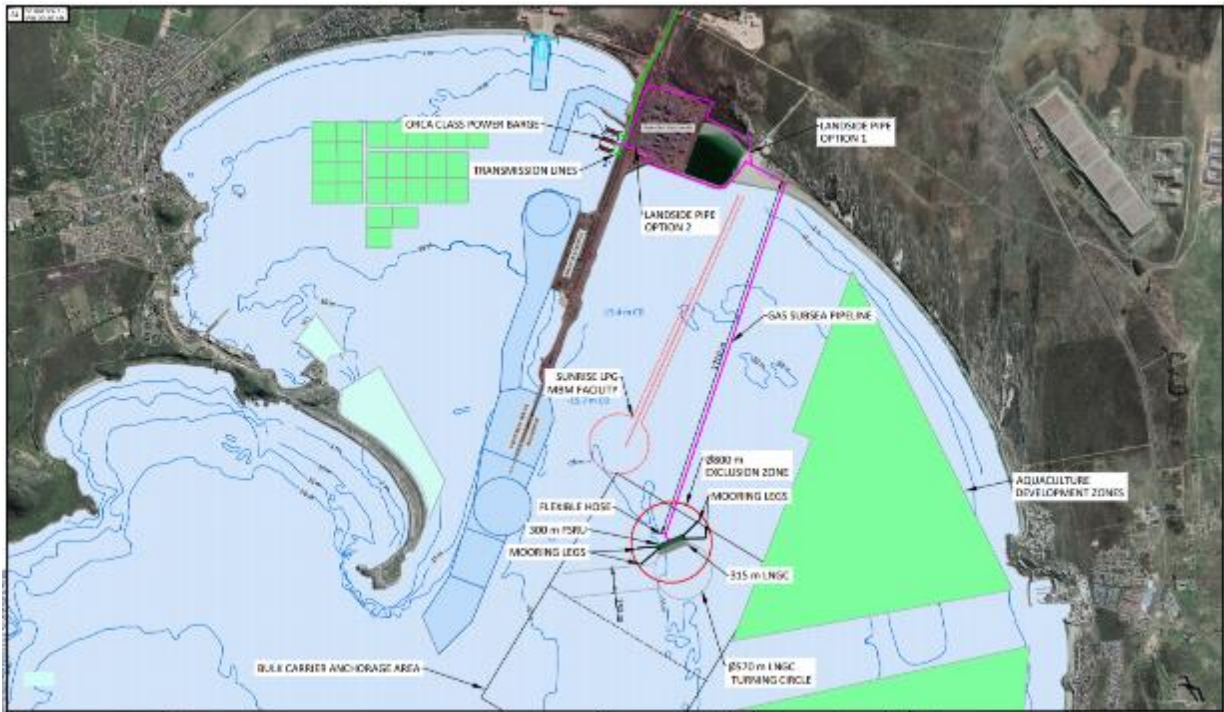 ORCA CLASS POWER BARGE
TRANSMISSION LINES
LANDSIDE PIPE
OPTION 1
LANDSIDE PIPE
OPTION 2
GAS SUBSEA PIPELINE
SUNRISE LPG
MBM FACILITY
Ø800 m
EXCLUSION ZONE
MOORING LEGS
FLEXIBLE HOSE
300 m FSRU
MOORING LEGS
315 m LNGC
AQUACULTURE
DEVELOPMENT ZONES
BULK CARRIER ANCHORAGE AREA
Ø570 m LNGC
TURNING CIRCLE